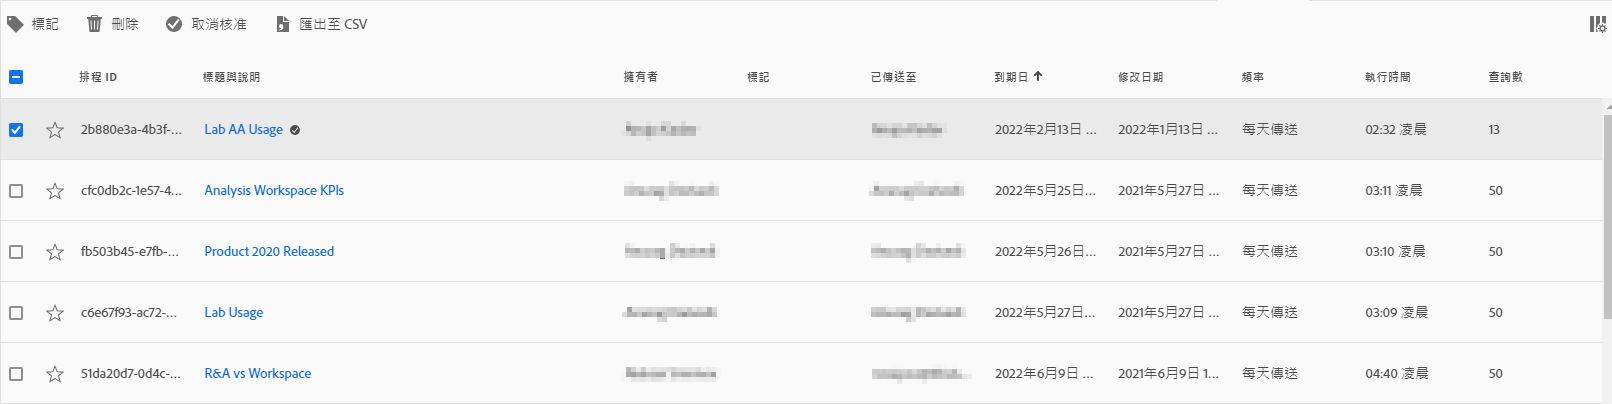 標記 刪除 取消核准 匯出至 CSV
排程 ID 標題與說明 擁有者 標記 已傳送至 到期日 修改日期 頻率 執行時間 查詢數
2b880e3a-4b3f-... Lab AA Usage 2022年2月13日 ... 2022年1月13日 ... 每天傳送 02:32 凌晨 13
cfc0db2c-1e57-4... Analysis Workspace KPIs 2022年5月25日... 2021年5月27日 ... 每天傳送 03:11 凌晨 50
fb503b45-e7fb-... Product 2020 Released 2022年5月26日... 2021年5月27日 ... 每天傳送 03:10 凌晨 50
c6e67f93-ac72-... Lab Usage 2022年5月27日... 2021年5月27日 ... 每天傳送 03:09 凌晨 50
51da20d7-0d4c-... R&A vs Workspace 2022年6月9日 ... 2021年6月9日 1... 每天傳送 04:40 凌晨 50